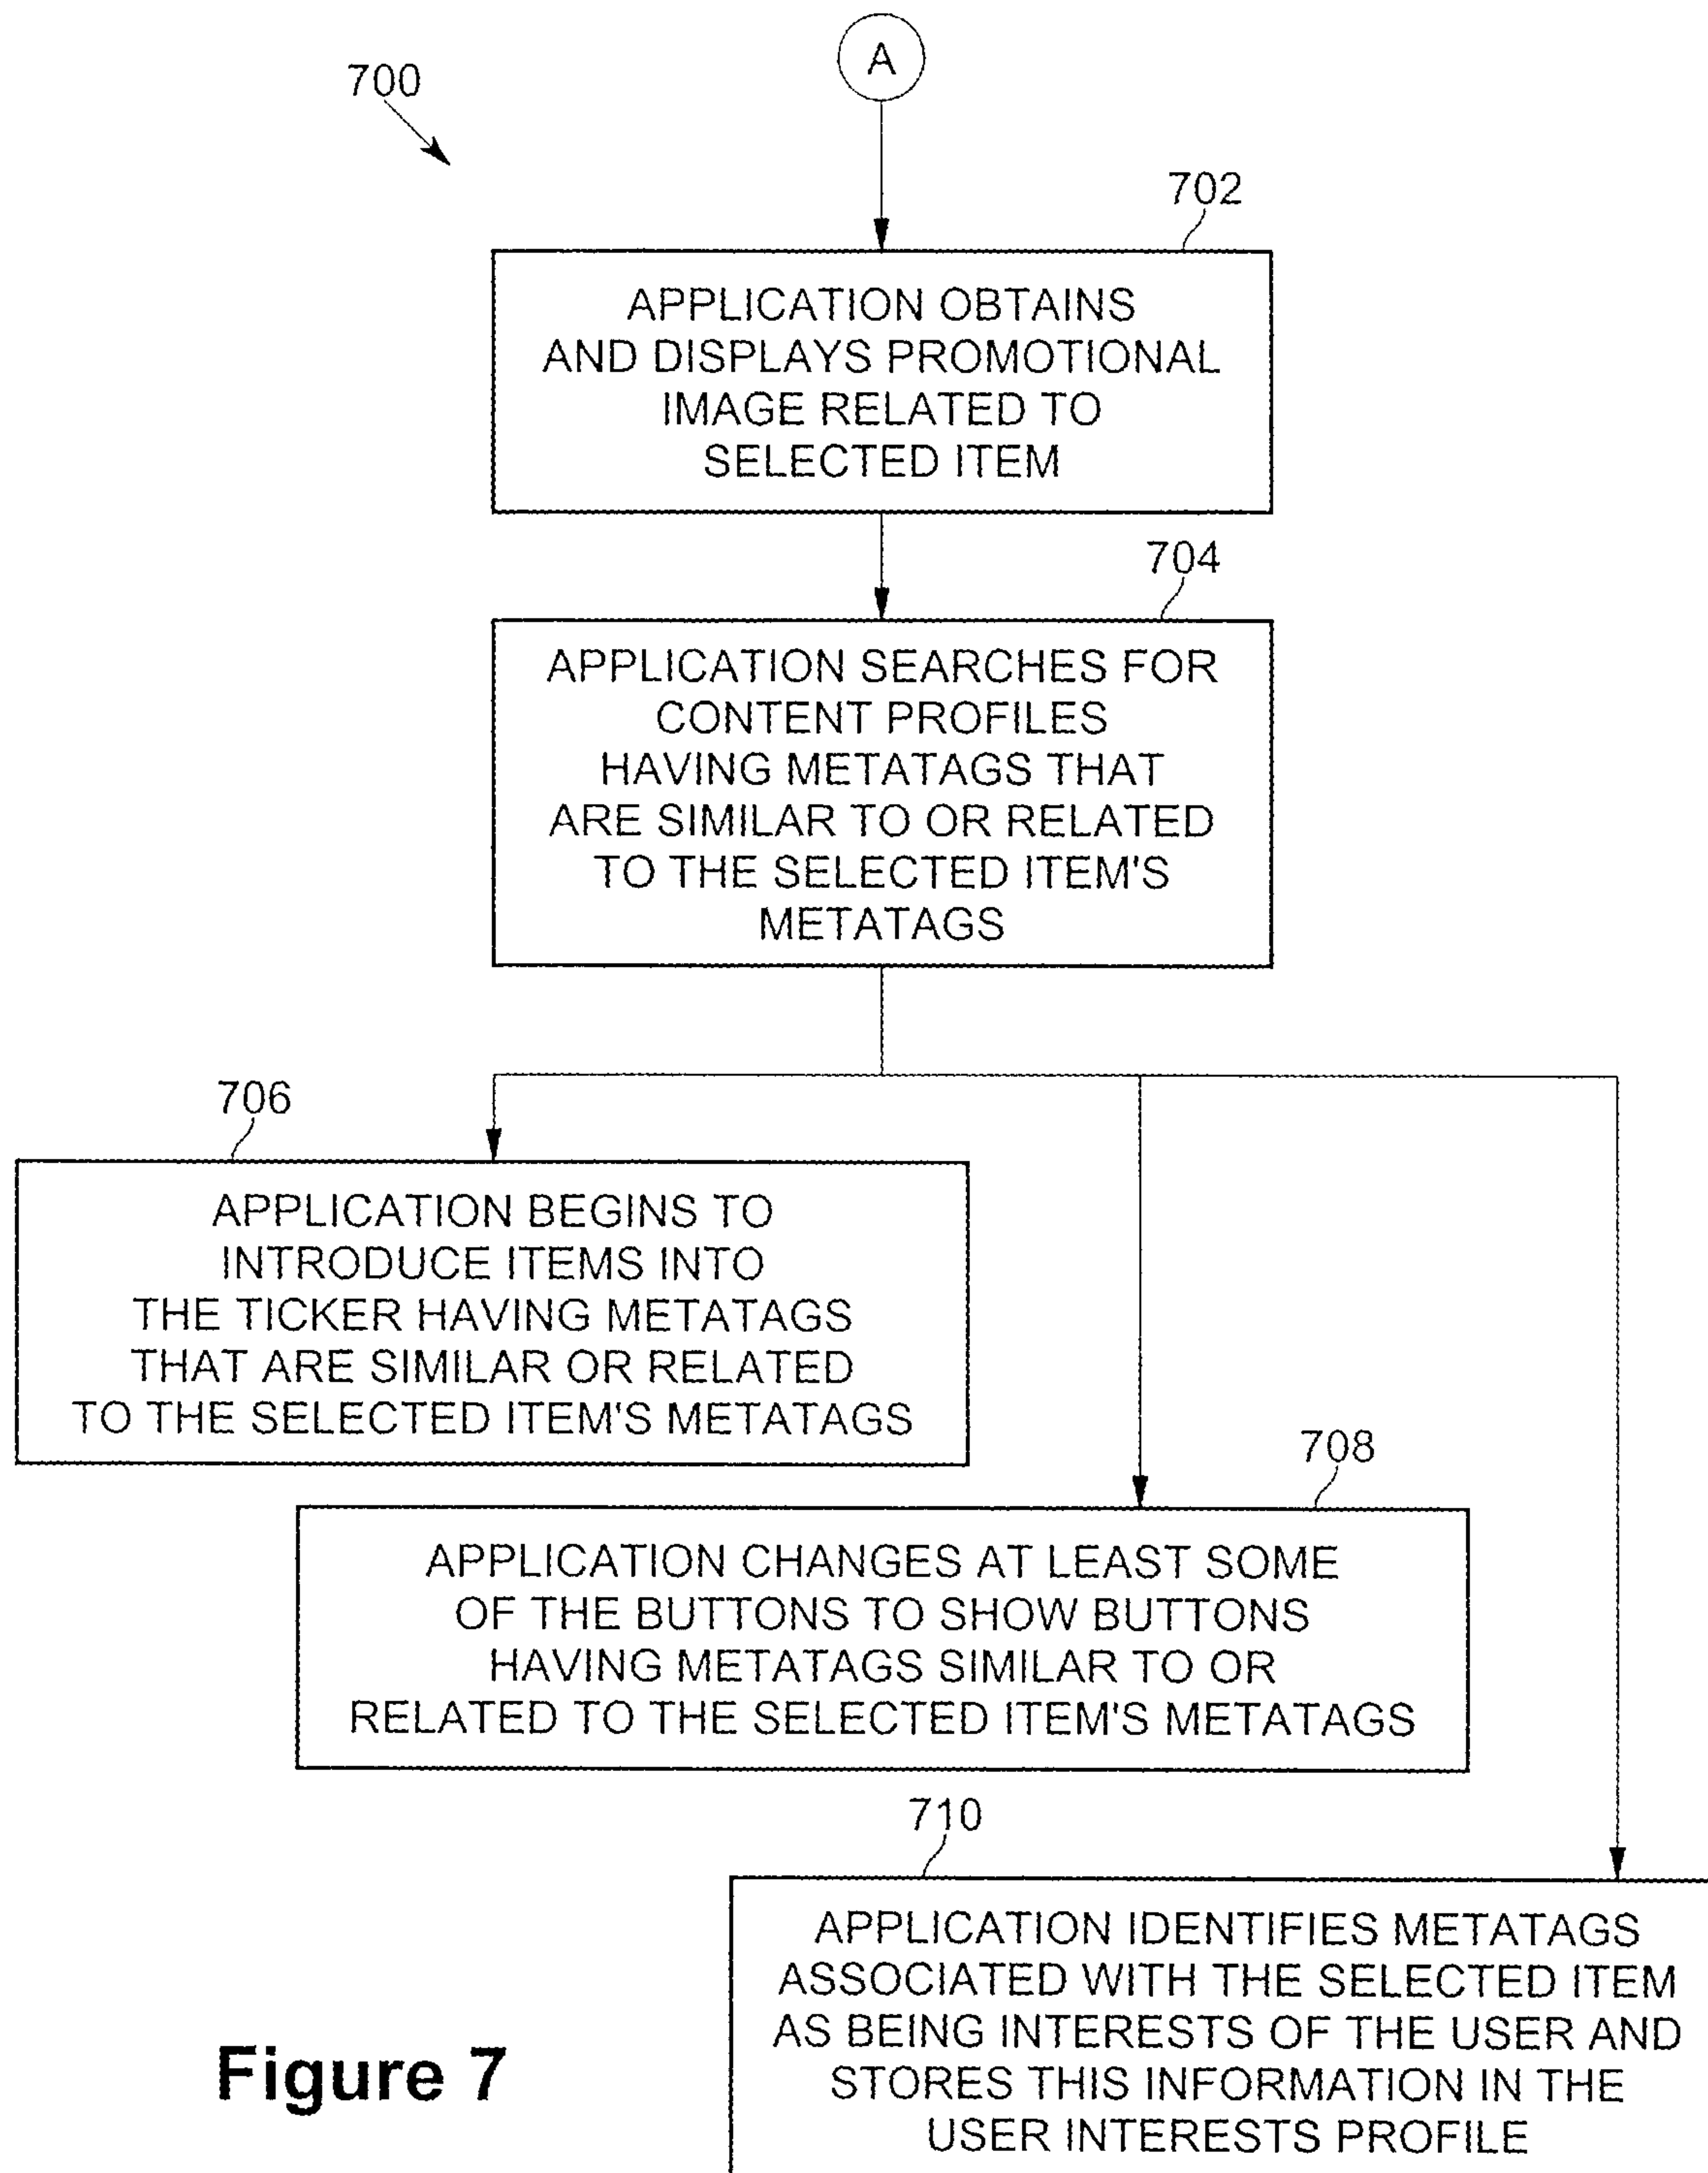 A
700
702
APPLICATION OBTAINS
AND DISPLAYS PROMOTIONAL
IMAGE RELATED TO
SELECTED ITEM
704
APPLICATION SEARCHES FOR
CONTENT PROFILES
HAVING METATAGS THAT
ARE SIMILAR TO OR RELATED
TO THE SELECTED ITEM'S
METATAGS
706
APPLICATION BEGINS TO
INTRODUCE ITEMS INTO
THE TICKER HAVING METATAGS
THAT ARE SIMILAR OR RELATED
TO THE SELECTED ITEM'S METATAGS
708
APPLICATION CHANGES AT LEAST SOME
OF THE BUTTONS TO SHOW BUTTONS
HAVING METATAGS SIMILAR TO OR
RELATED TO THE SELECTED ITEM'S METATAGS
710
APPLICATION IDENTIFIES METATAGS
ASSOCIATED WITH THE SELECTED ITEM
AS BEING INTERESTS OF THE USER AND
STORES THIS INFORMATION IN THE
USER INTERESTS PROFILE
Figure 7